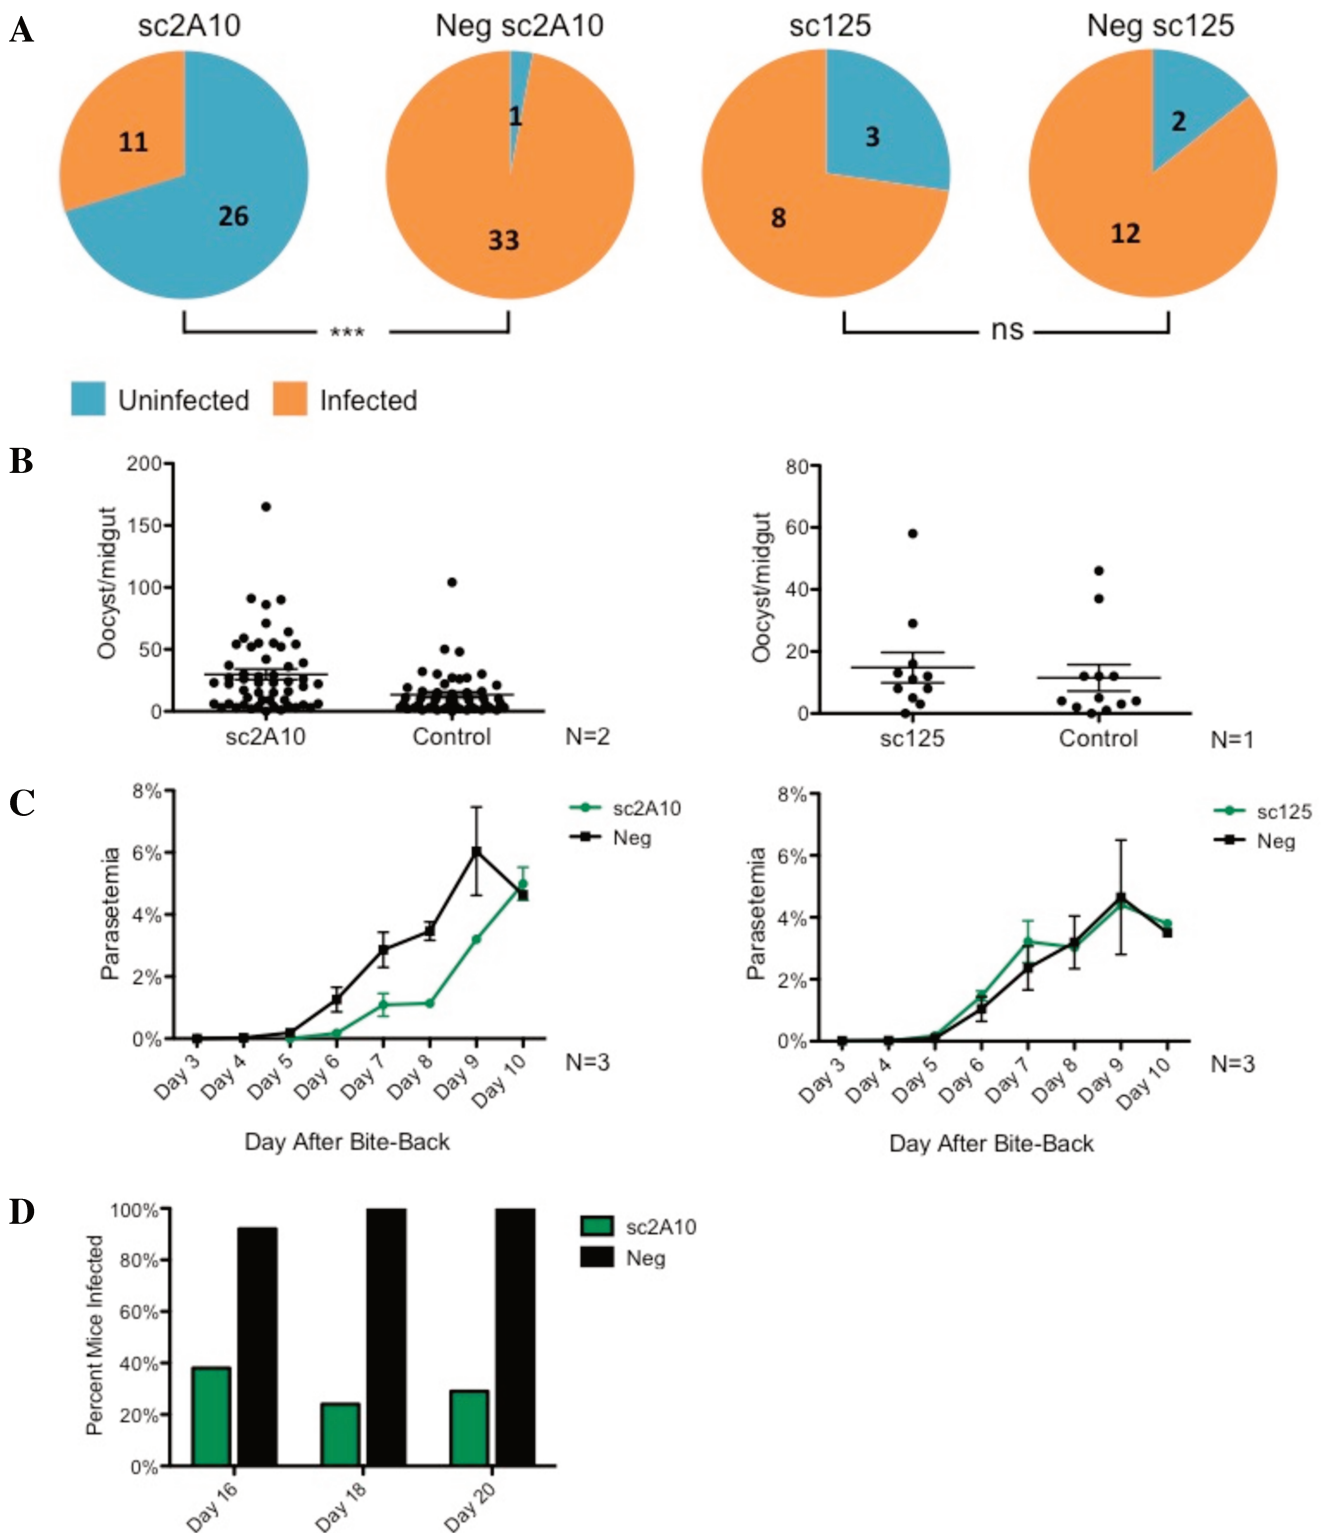 A
sc2A10
Neg sc2A10
sc125
Neg sc125
11
26
1
33
3
8
2
12
***
ns
Uninfected
Infected
B
Oocyst/midgut
200
150
100
50
0
sc2A10
Control
N=2
Oocyst/midgut
80
60
40
20
0
sc125
Control
N=1
C
Parasetemia
8%
6%
4%
2%
0%
Day 3
Day 4
Day 5
Day 6
Day 7
Day 8
Day 9
Day 10
Day After Bite-Back
sc2A10
Neg
N=3
Parasetemia
8%
6%
4%
2%
0%
Day 3
Day 4
Day 5
Day 6
Day 7
Day 8
Day 9
Day 10
Day After Bite-Back
sc125
Neg
N=3
D
Percent Mice Infected
100%
80%
60%
40%
20%
0%
Day 16
Day 18
Day 20
sc2A10
Neg